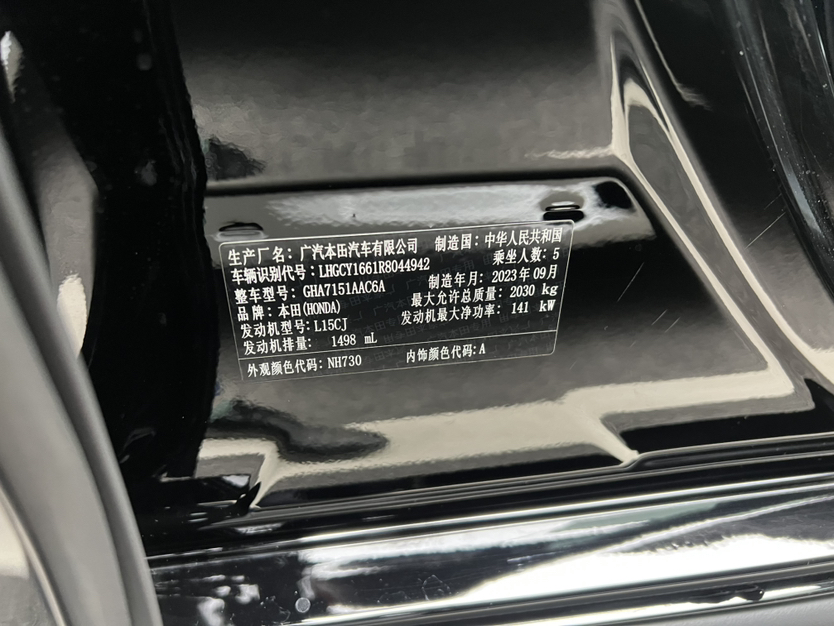 生产厂名：广汽本田汽车有限公司 制造国：中华人民共和国
车辆识别代号：LHGCY1661R8044942 乘坐人数：5
整车型号：GHA7151AAC6A 制造年月：2023年09月
品牌：本田(HONDA) 最大允许总质量：2030 kg
发动机型号：L15CJ 发动机最大净功率：141 kW
发动机排量：1498 mL
外观颜色代码：NH730 内饰颜色代码：A